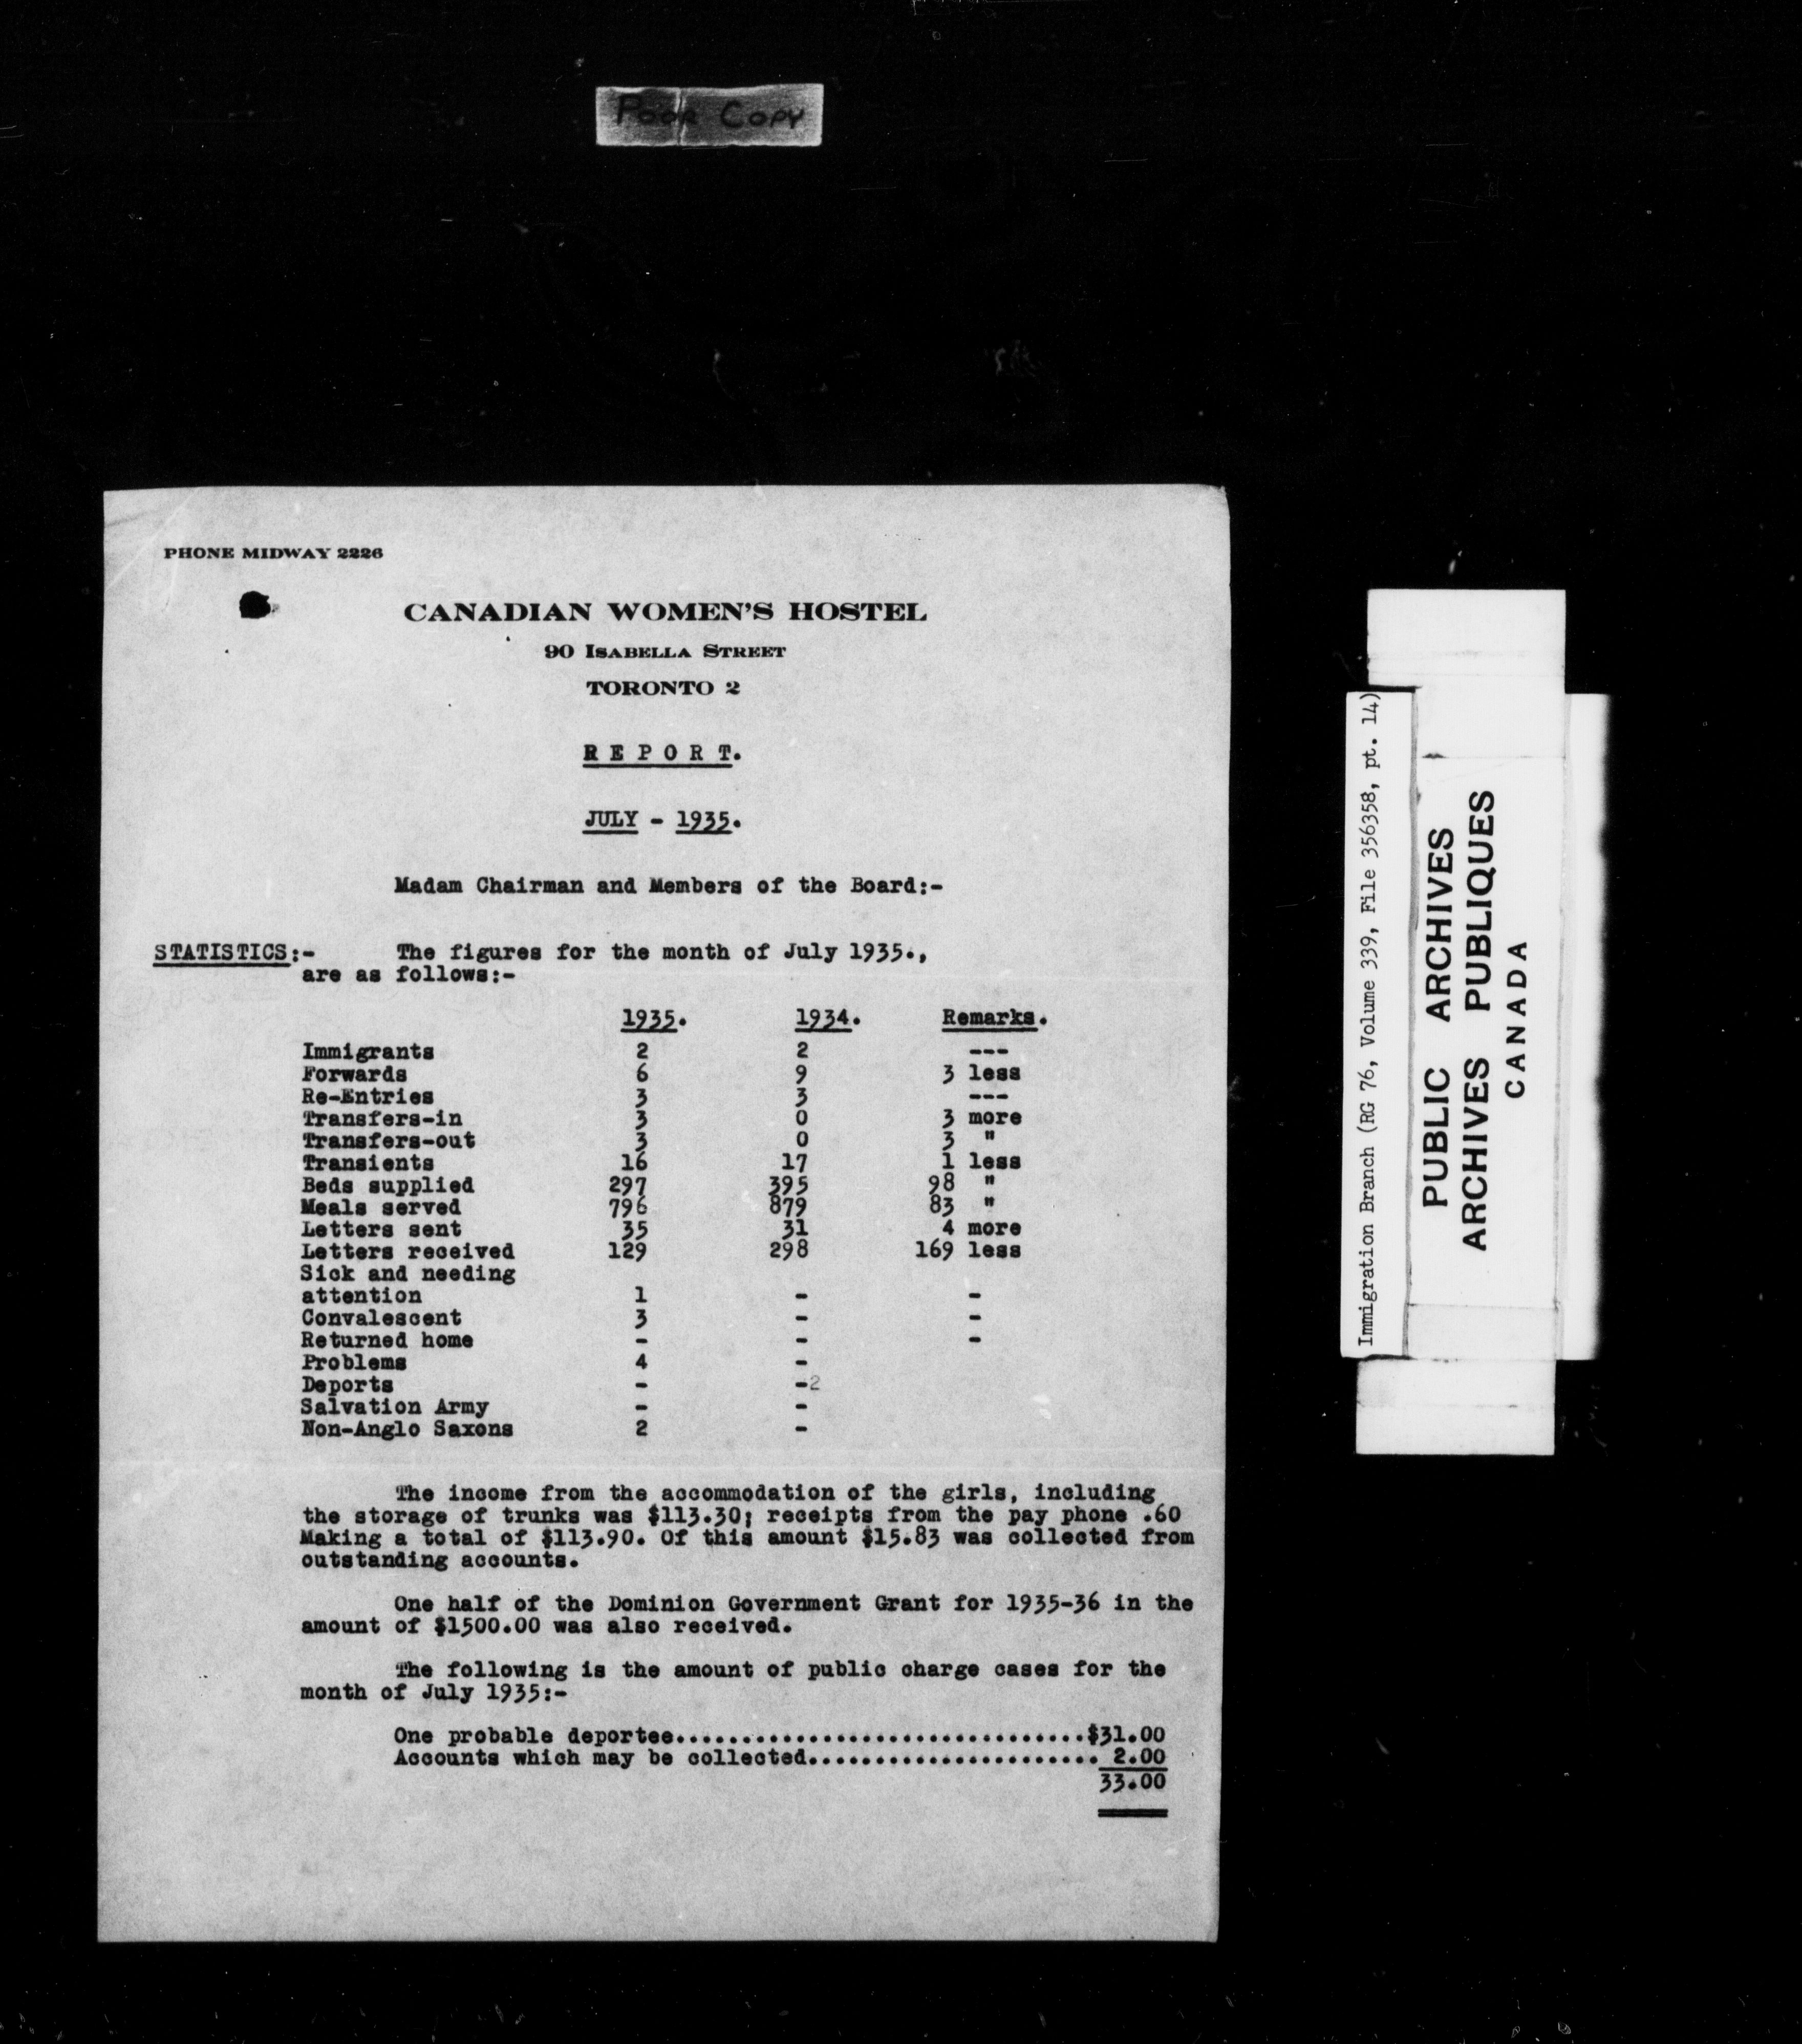 POOR COPY
PHONE MIDWAY 2226
CANADIAN WOMEN'S HOSTEL
90 ISABELLA STREET
TORONTO 2
R E P O R T.
JULY - 1935.
Madam Chairman and Members of the Board:-
STATISTICS:- The figures for the month of July 1935.,
are as follows:-
1935. 1934. Remarks.
Immigrants 2 2 ---
Forwards 6 9 3 less
Re-Entries 3 3 ---
Transfers-in 3 0 3 more
Transfers-out 3 0 3 "
Transients 16 17 1 less
Beds supplied 297 395 98 "
Meals served 796 879 83 "
Letters sent 35 31 4 more
Letters received 129 298 169 less
Sick and needing
attention 1 - -
Convalescent 3 - -
Returned home - - -
Problems 4 -
Deports - -2
Salvation Army - -
Non-Anglo Saxons 2 -
The income from the accommodation of the girls, including
the storage of trunks was $113.30; receipts from the pay phone .60
Making a total of $113.90. Of this amount $15.83 was collected from
outstanding accounts.
One half of the Dominion Government Grant for 1935-36 in the
amount of $1500.00 was also received.
The following is the amount of public charge cases for the
month of July 1935:-
One probable deportee...............................$31.00
Accounts which may be collected...................... 2.00
33.00
Immigration Branch (RG 76, Volume 339, File 356358, pt. 14)
PUBLIC ARCHIVES
ARCHIVES PUBLIQUES
CANADA